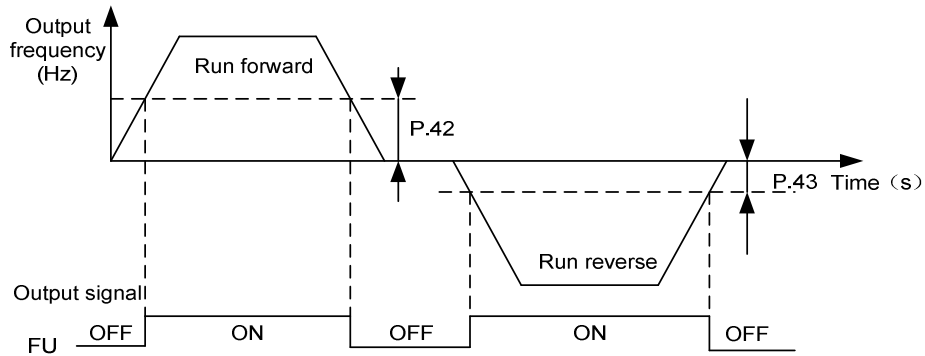 Output
frequency
(Hz)
Run forward
P.42
P.43 Time（s）
Run reverse
Output signal
FU OFF ON OFF ON OFF